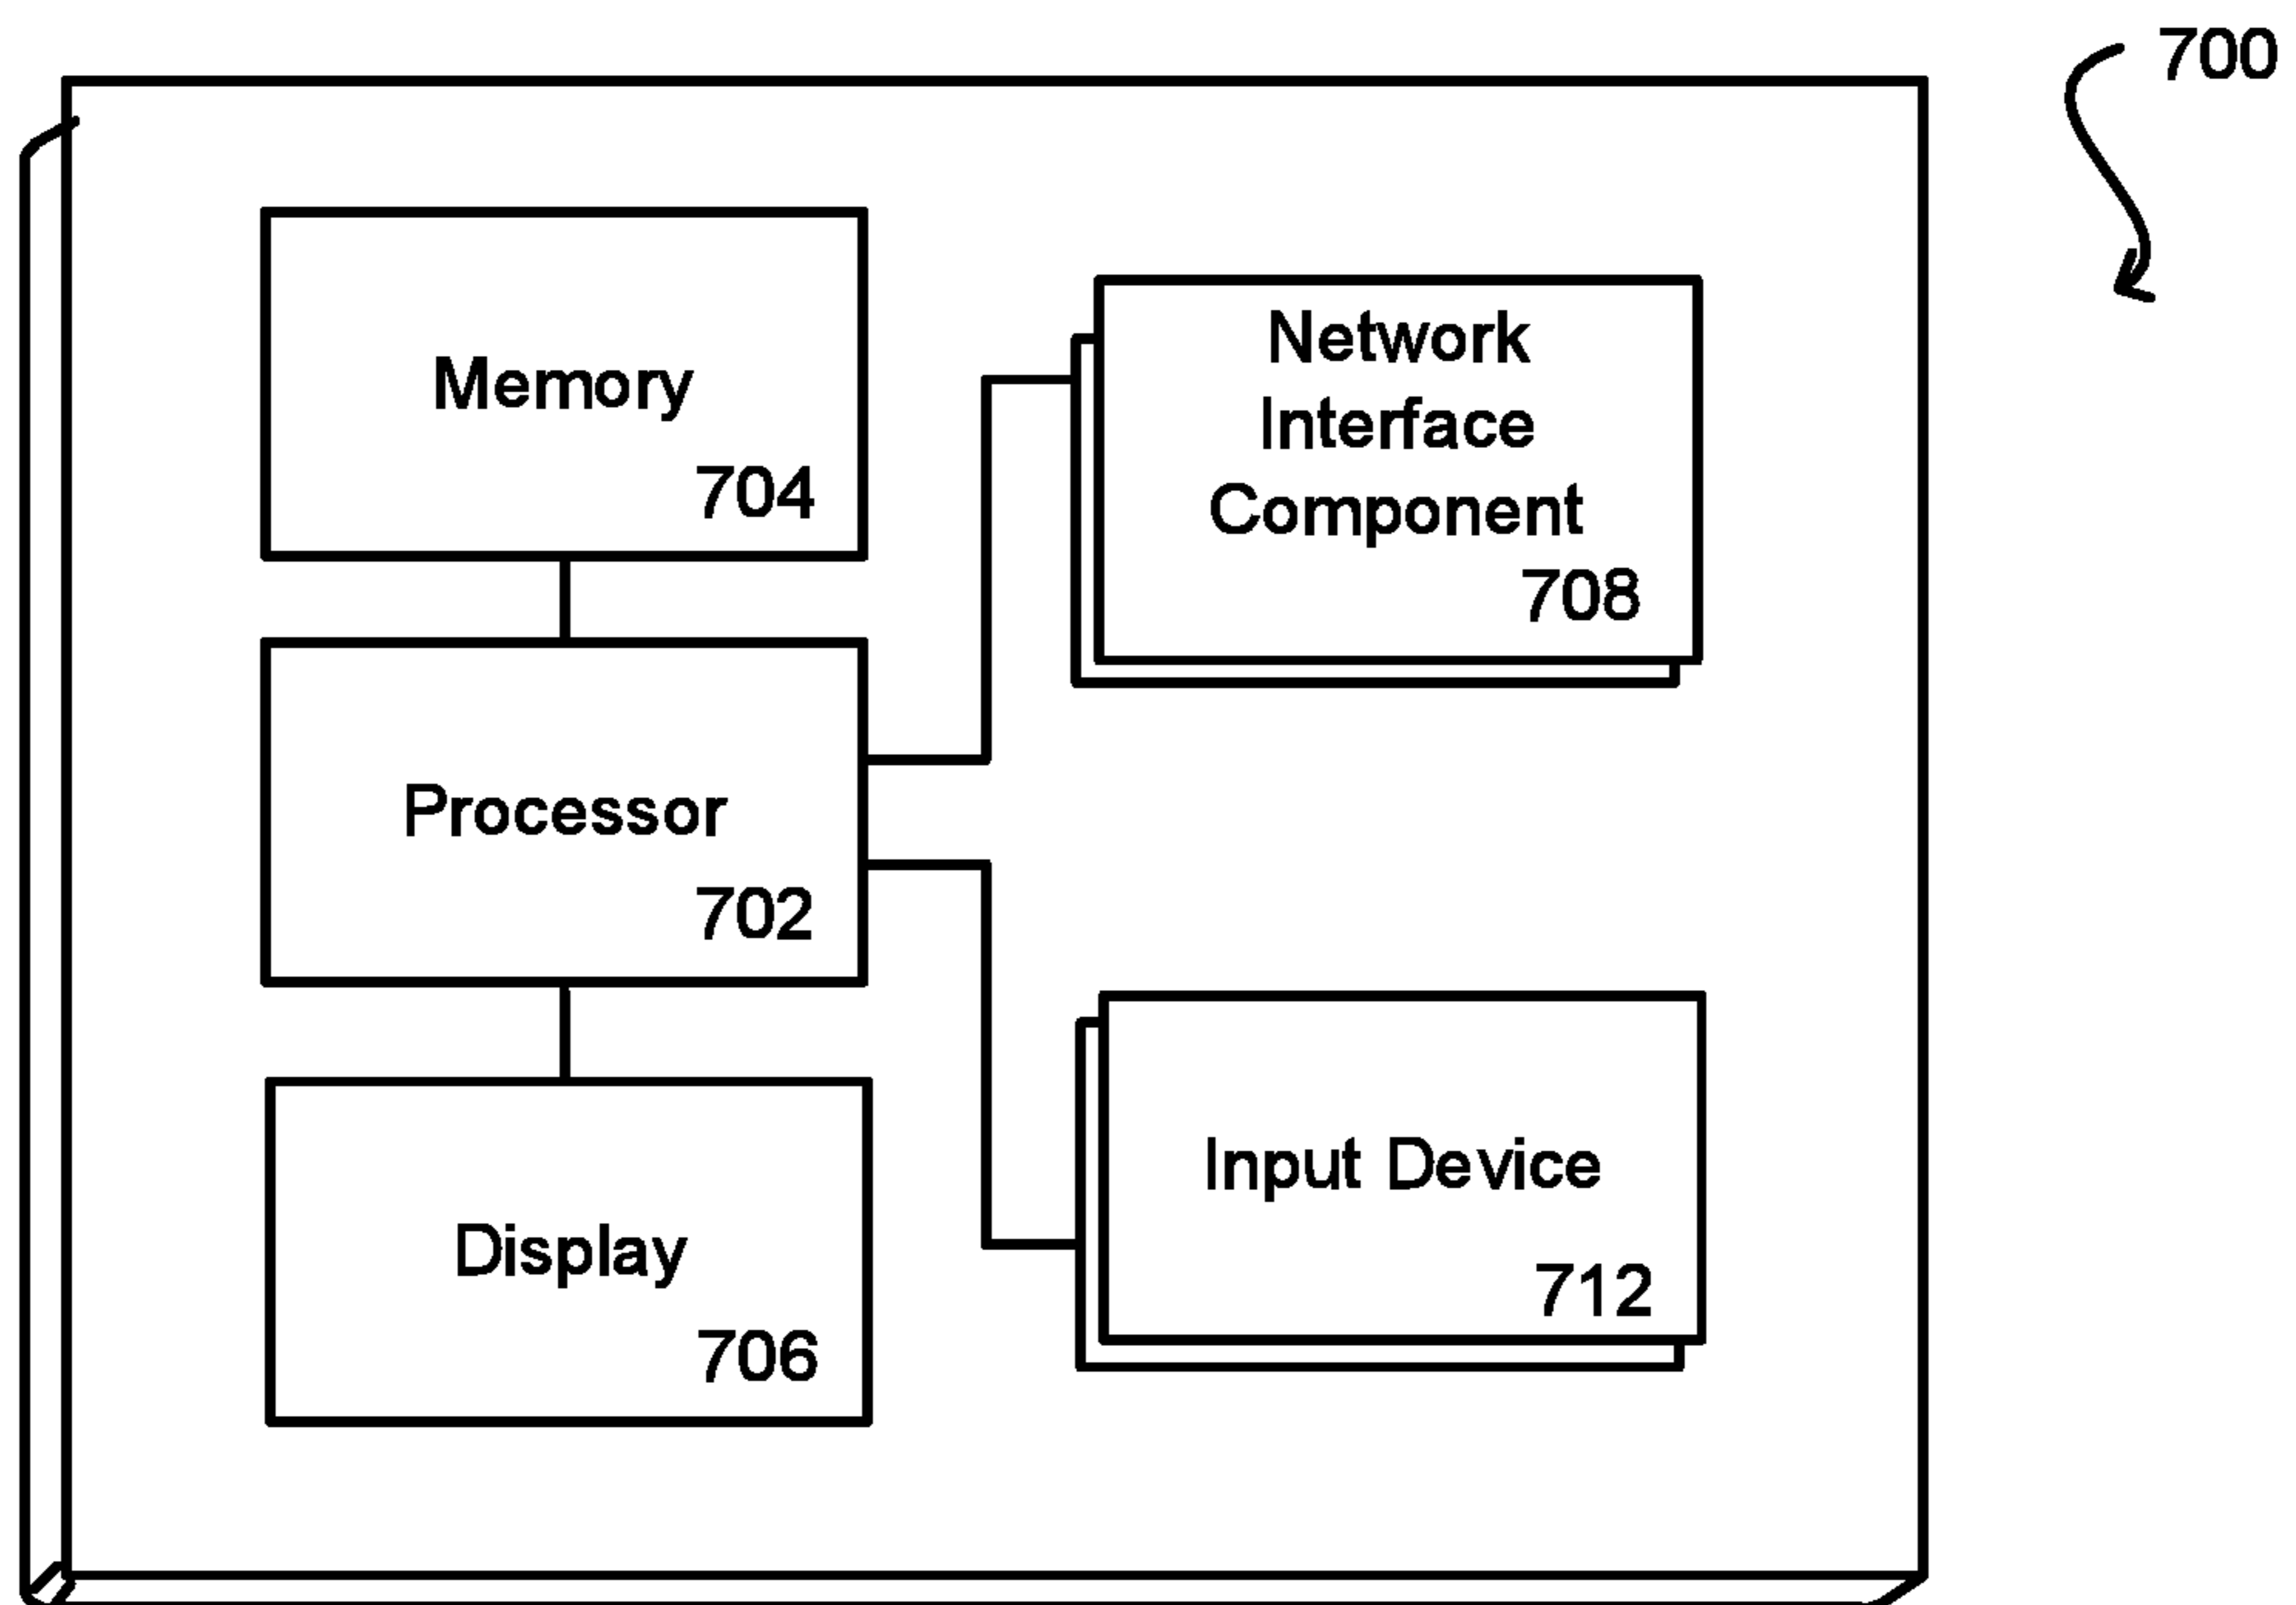 700
Memory
704
Network
Interface
Component
708
Processor
702
Input Device
712
Display
706